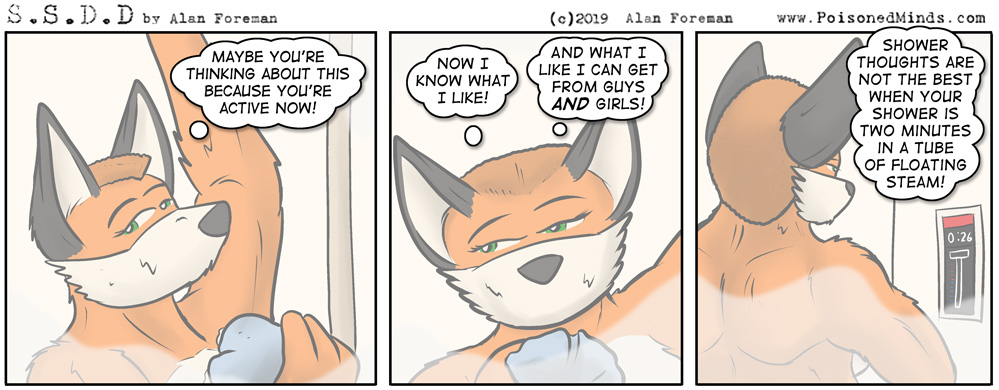 S.S.D.D by Alan Foreman (c)2019 Alan Foreman www.PoisonedMinds.com
MAYBE YOU'RE
THINKING ABOUT THIS
BECAUSE YOU'RE
ACTIVE NOW!
NOW I
KNOW WHAT
I LIKE!
AND WHAT I
LIKE I CAN GET
FROM GUYS
AND GIRLS!
SHOWER
THOUGHTS ARE
NOT THE BEST
WHEN YOUR
SHOWER IS
TWO MINUTES
IN A TUBE
OF FLOATING
STEAM!
0:26